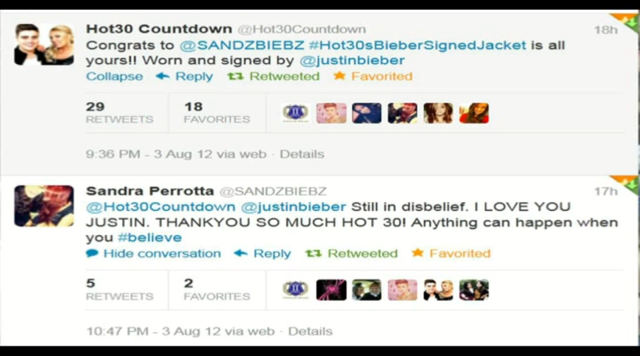 Hot30 Countdown @Hot30Countdown 18h
Congrats to @SANDZBIEBZ #Hot30sBieberSignedJacket is all
yours!! Worn and signed by @justinbieber
Collapse Reply Retweeted Favorited
29 18
RETWEETS FAVORITES
9:36 PM - 3 Aug 12 via web · Details
Sandra Perrotta @SANDZBIEBZ 17h
@Hot30Countdown @justinbieber Still in disbelief. I LOVE YOU
JUSTIN. THANKYOU SO MUCH HOT 30! Anything can happen when
you #believe
Hide conversation Reply Retweeted Favorited
5 2
RETWEETS FAVORITES
10:47 PM - 3 Aug 12 via web · Details